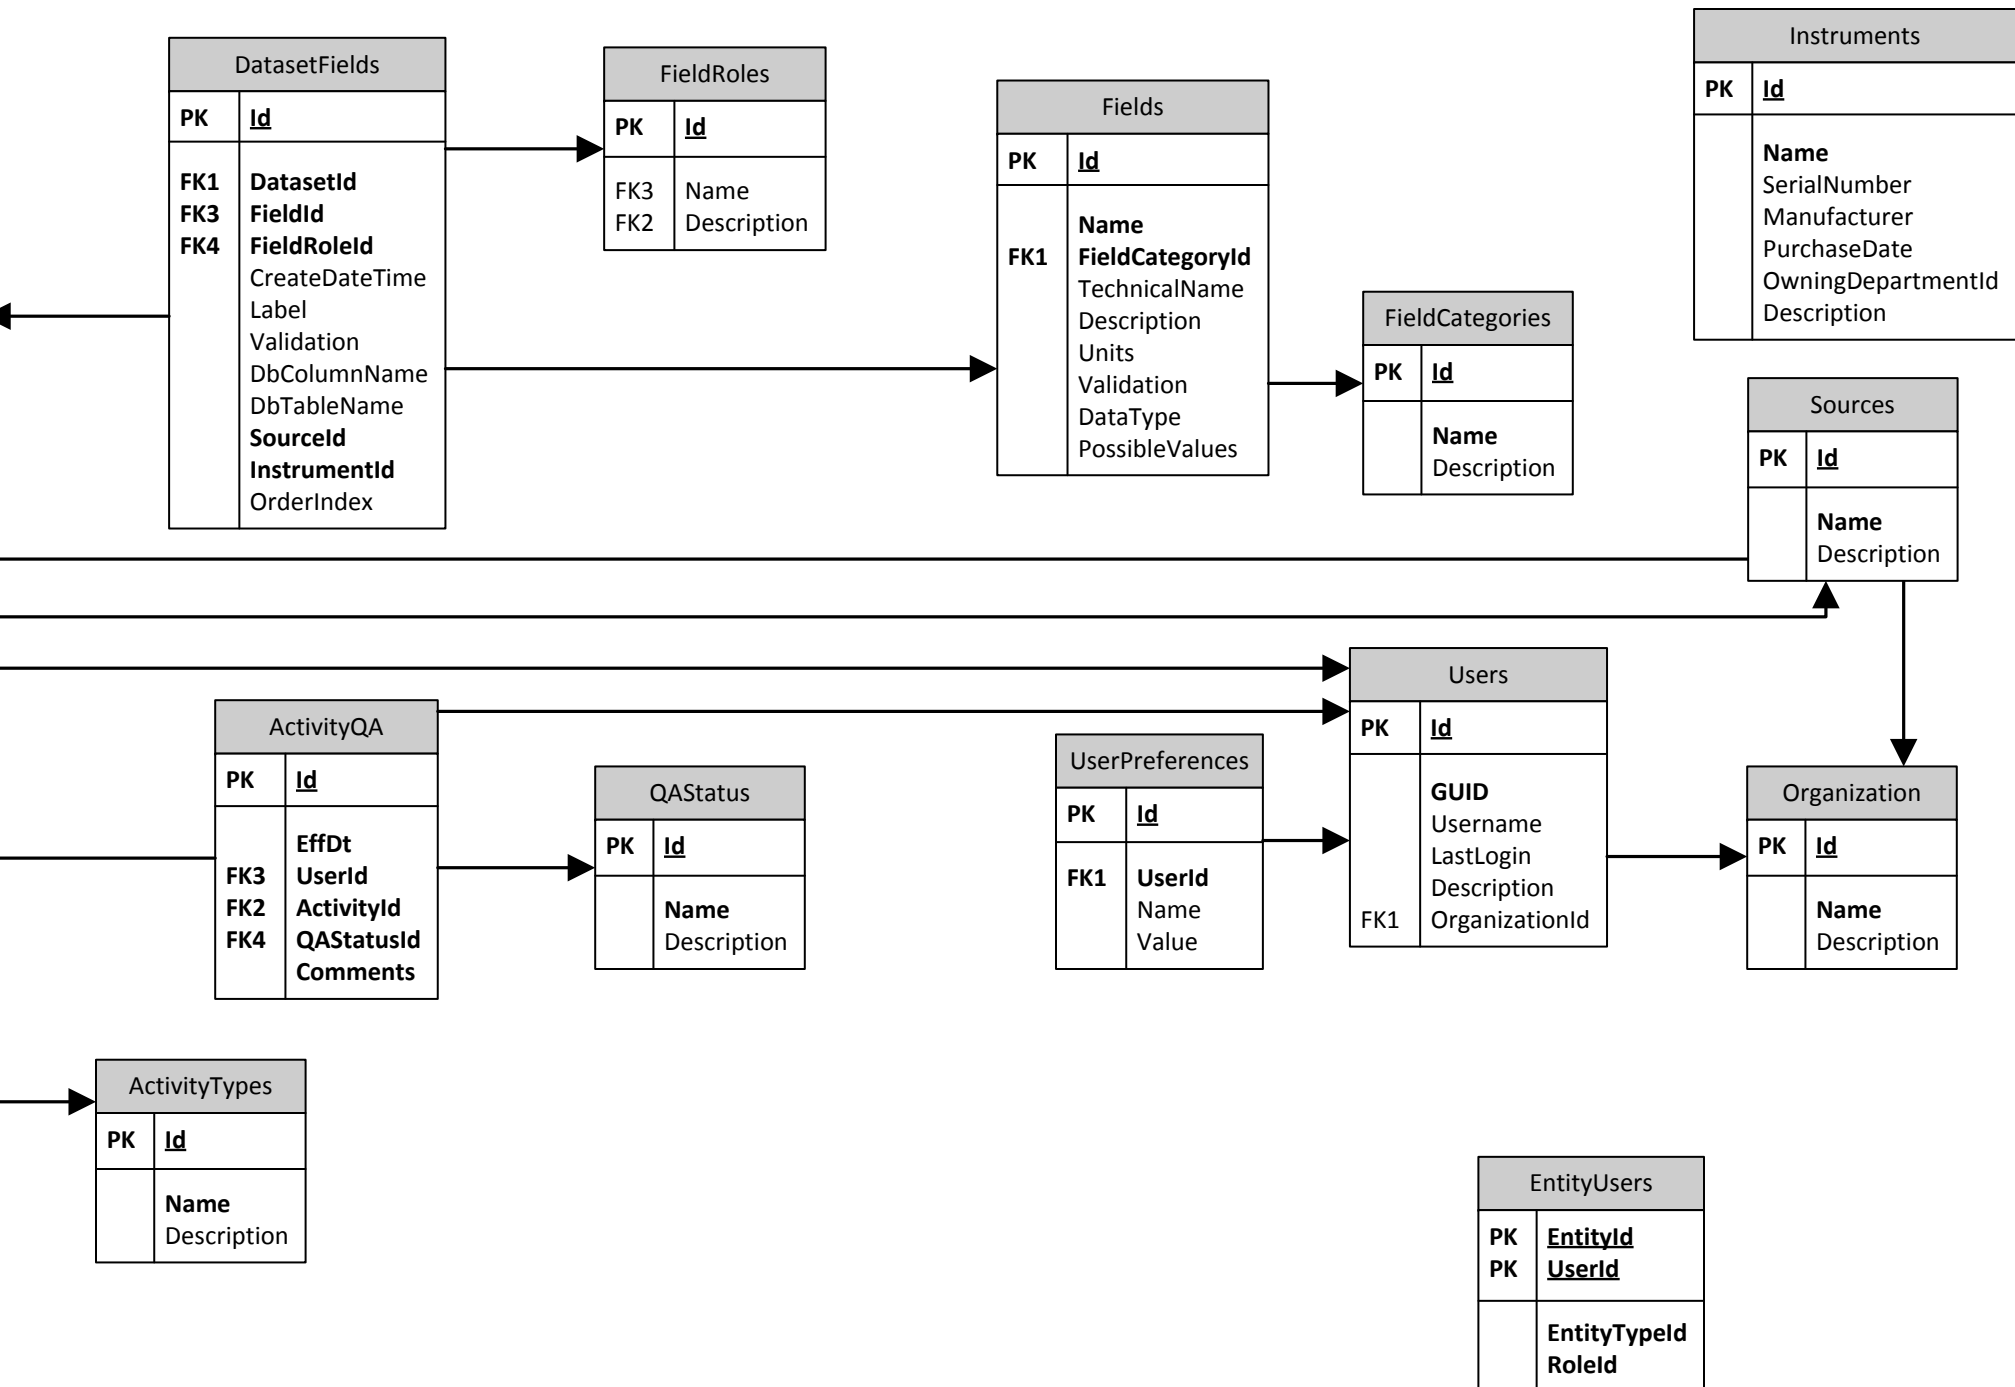 DatasetFields
PK Id
FK1 DatasetId
FK3 FieldId
FK4 FieldRoleId
CreateDateTime
Label
Validation
DbColumnName
DbTableName
SourceId
InstrumentId
OrderIndex
FieldRoles
PK Id
FK3 Name
FK2 Description
Fields
PK Id
Name
FK1 FieldCategoryId
TechnicalName
Description
Units
Validation
DataType
PossibleValues
FieldCategories
PK Id
Name
Description
Instruments
PK Id
Name
SerialNumber
Manufacturer
PurchaseDate
OwningDepartmentId
Description
Sources
PK Id
Name
Description
ActivityQA
PK Id
EffDt
FK3 UserId
FK2 ActivityId
FK4 QAStatusId
Comments
QAStatus
PK Id
Name
Description
UserPreferences
PK Id
FK1 UserId
Name
Value
Users
PK Id
GUID
Username
LastLogin
Description
FK1 OrganizationId
Organization
PK Id
Name
Description
ActivityTypes
PK Id
Name
Description
EntityUsers
PK EntityId
PK UserId
EntityTypeId
RoleId